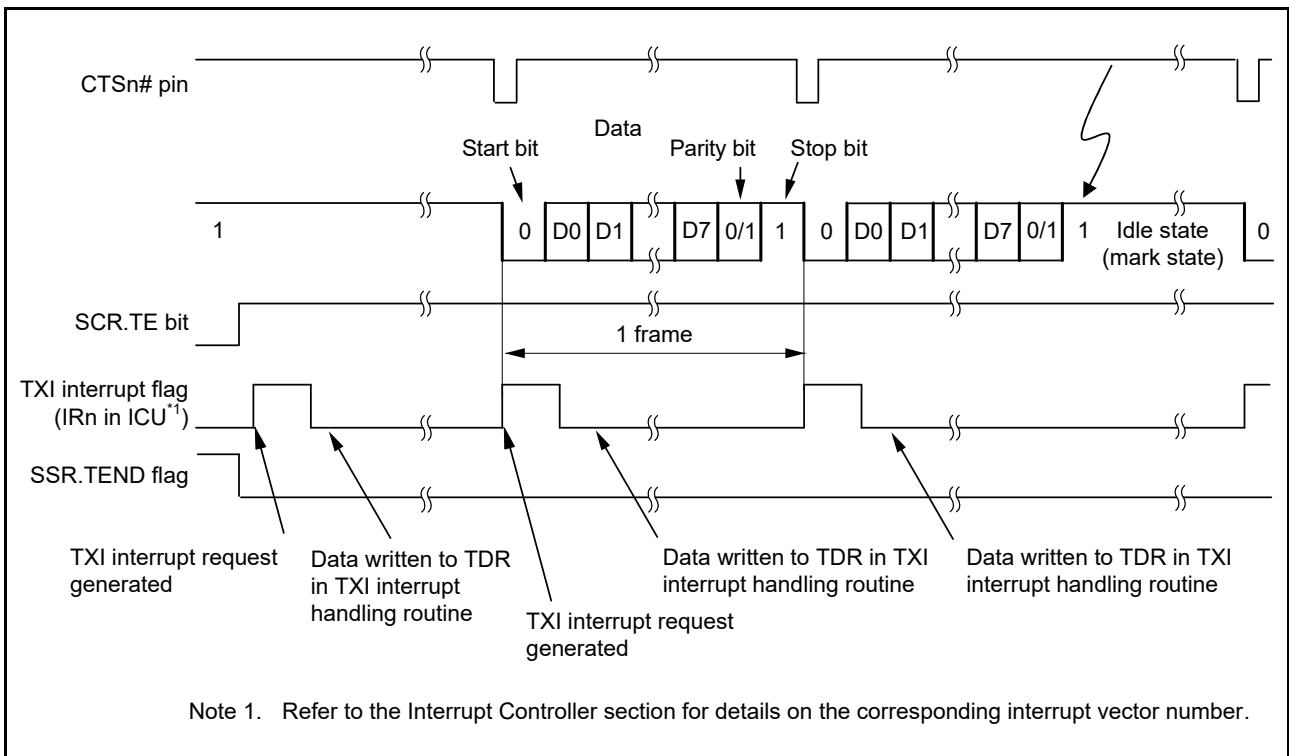 CTSn# pin
Data
Start bit
Parity bit
Stop bit
1
0
D0
D1
D7
0/1
1
0
D0
D1
D7
0/1
1
Idle state
(mark state)
0
SCR.TE bit
1 frame
TXI interrupt flag
(IRn in ICU*1)
SSR.TEND flag
TXI interrupt request
generated
Data written to TDR
in TXI interrupt
handling routine
TXI interrupt request
generated
Data written to TDR in TXI
interrupt handling routine
Data written to TDR in TXI
interrupt handling routine
Note 1. Refer to the Interrupt Controller section for details on the corresponding interrupt vector number.